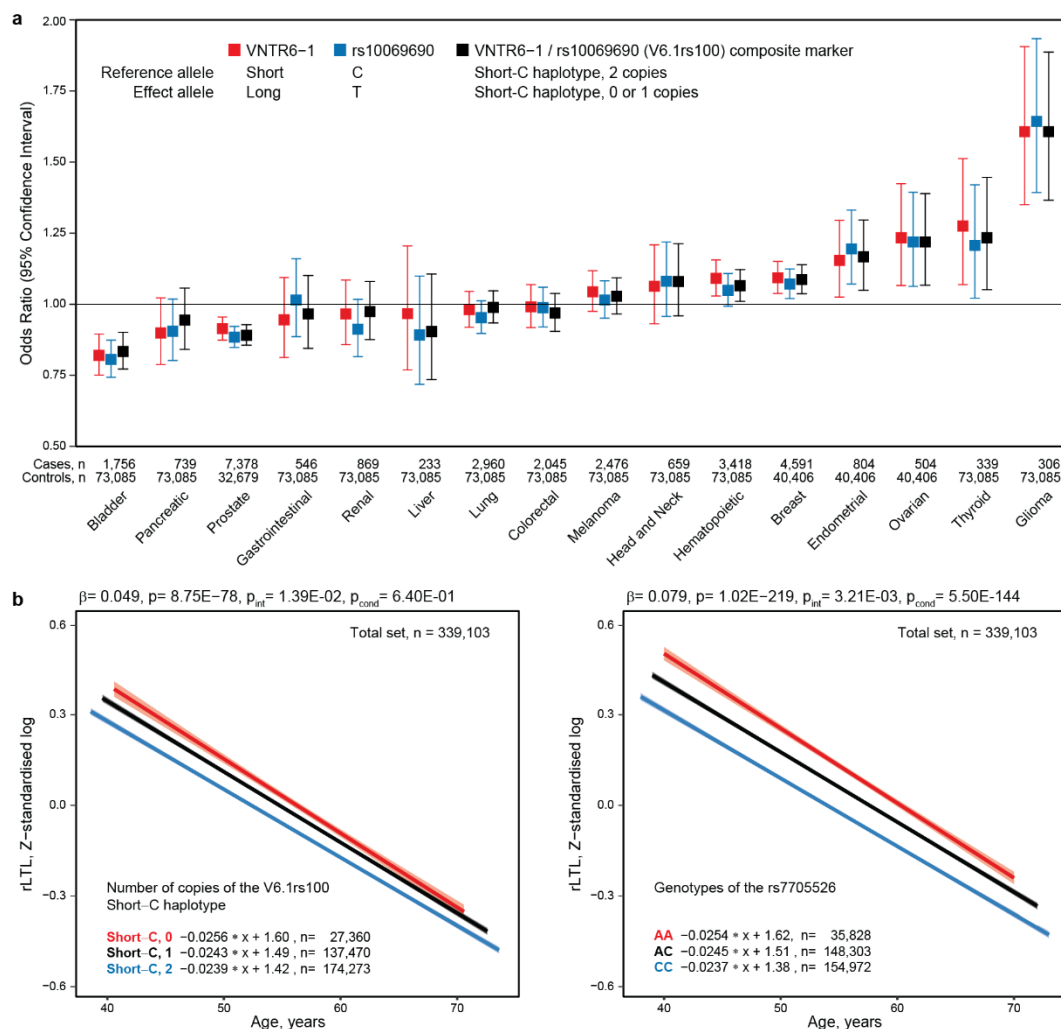 a
2.00
1.75
1.50
1.25
1.00
0.75
0.50
Odds Ratio (95% Confidence Interval)
VNTR6−1 rs10069690 VNTR6−1 / rs10069690 (V6.1rs100) composite marker
Reference allele Short C Short-C haplotype, 2 copies
Effect allele Long T Short-C haplotype, 0 or 1 copies
Cases, n 1,756 739 7,378 546 869 233 2,960 2,045 2,476 659 3,418 4,591 804 504 339 306
Controls, n 73,085 73,085 32,679 73,085 73,085 73,085 73,085 73,085 73,085 73,085 73,085 40,406 40,406 40,406 73,085 73,085
Bladder Pancreatic Prostate Gastrointestinal Renal Liver Lung Colorectal Melanoma Head and Neck Hematopoietic Breast Endometrial Ovarian Thyroid Glioma
b
β= 0.049, p= 8.75E−78, pint= 1.39E-02, pcond= 6.40E-01
Total set, n = 339,103
rLTL, Z−standardised log
0.6
0.3
0.0
−0.3
−0.6
Number of copies of the V6.1rs100
Short−C haplotype
Short−C, 0 −0.0256 * x + 1.60 , n= 27,360
Short−C, 1 −0.0243 * x + 1.49 , n= 137,470
Short−C, 2 −0.0239 * x + 1.42 , n= 174,273
40 50 60 70
Age, years
β= 0.079, p= 1.02E−219, pint= 3.21E−03, pcond= 5.50E-144
Total set, n = 339,103
rLTL, Z−standardised log
0.6
0.3
0.0
−0.3
−0.6
Genotypes of the rs7705526
AA −0.0254 * x + 1.62, n= 35,828
AC −0.0245 * x + 1.51, n= 148,303
CC −0.0237 * x + 1.38, n= 154,972
40 50 60 70
Age, years